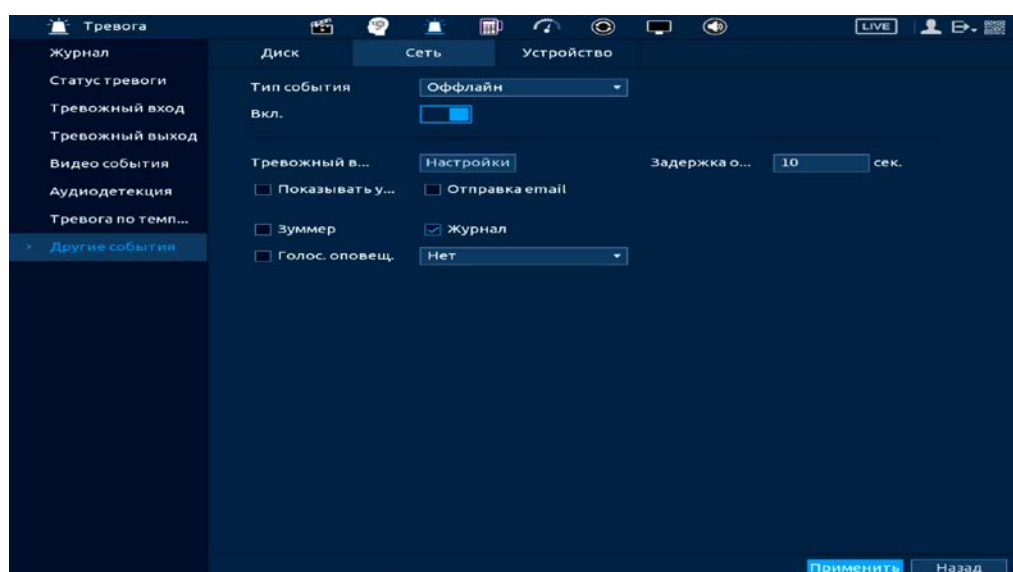 Тревога LIVE
Журнал
Статус тревоги
Тревожный вход
Тревожный выход
Видео события
Аудиодетекция
Тревога по темп...
Другие события
Диск Сеть Устройство
Тип события Оффлайн
Вкл.
Тревожный в... Настройки Задержка о... 10 сек.
Показывать у... Отправка email
Зуммер Журнал
Голос. оповещ. Нет
Применить Назад